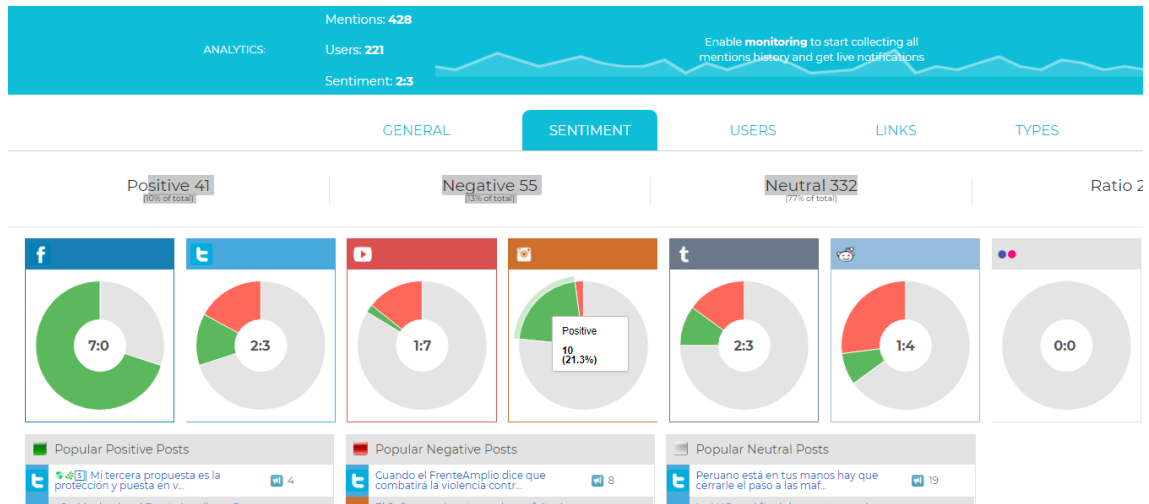 Mentions: 428
ANALYTICS:
Users: 221
Enable monitoring to start collecting all
mentions history and get live notifications
Sentiment: 2:3
GENERAL
SENTIMENT
USERS
LINKS
TYPES
Positive 41
(10% of total)
Negative 55
(13% of total)
Neutral 332
(77% of total)
Ratio 2
7:0
2:3
1:7
Positive
10
(21.3%)
2:3
1:4
0:0
Popular Positive Posts
Mi tercera propuesta es la
protección y puesta en v...
4
Popular Negative Posts
Cuando el FrenteAmplio dice que
combatirá la violencia contr...
8
Popular Neutral Posts
Peruano está en tus manos hay que
cerrarle el paso a las maf...
19